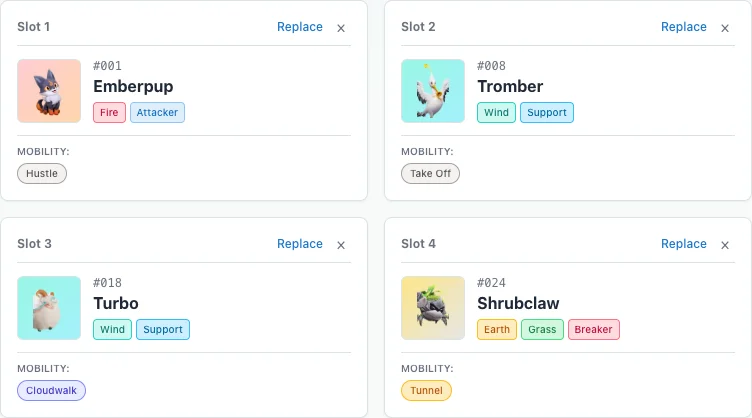 Slot 1 Replace ×
#001
Emberpup
Fire Attacker
MOBILITY:
Hustle
Slot 2 Replace ×
#008
Tromber
Wind Support
MOBILITY:
Take Off
Slot 3 Replace ×
#018
Turbo
Wind Support
MOBILITY:
Cloudwalk
Slot 4 Replace ×
#024
Shrubclaw
Earth Grass Breaker
MOBILITY:
Tunnel